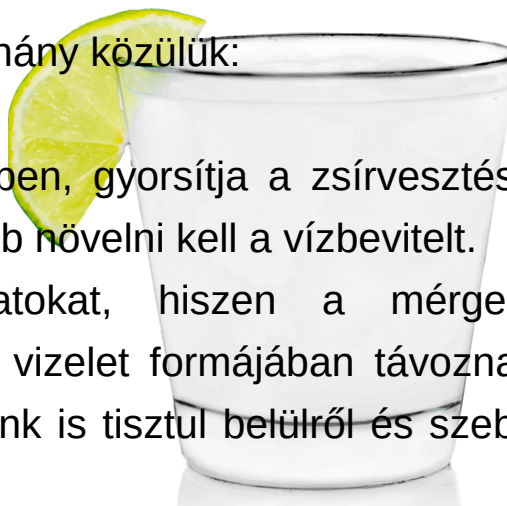 mány közülük:
ben, gyorsítja a zsírvesztés
b növelni kell a vízbevitelt.
atokat, hiszen a mérge
vizelet formájában távozna
nk is tisztul belülről és szeb